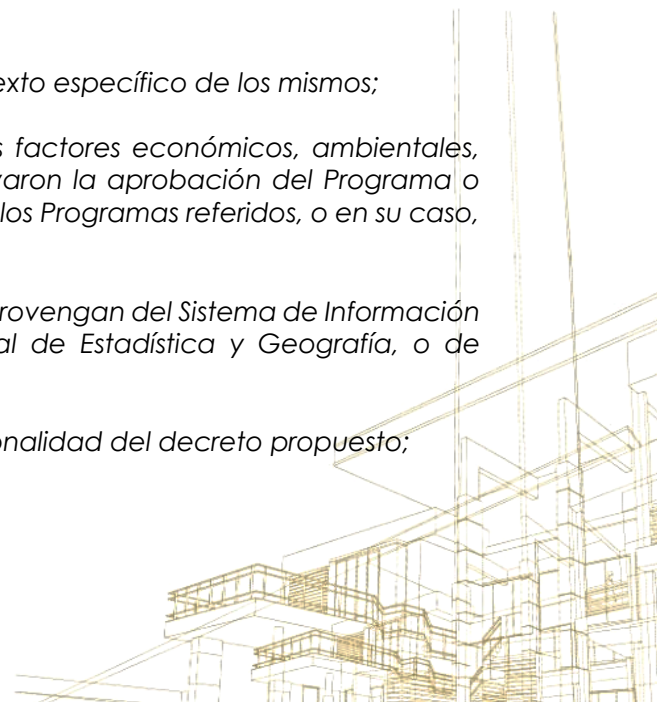 exto específico de los mismos;
s factores económicos, ambientales,
varon la aprobación del Programa o
los Programas referidos, o en su caso,
rovengan del Sistema de Información
al de Estadística y Geografía, o de
onalidad del decreto propuesto;